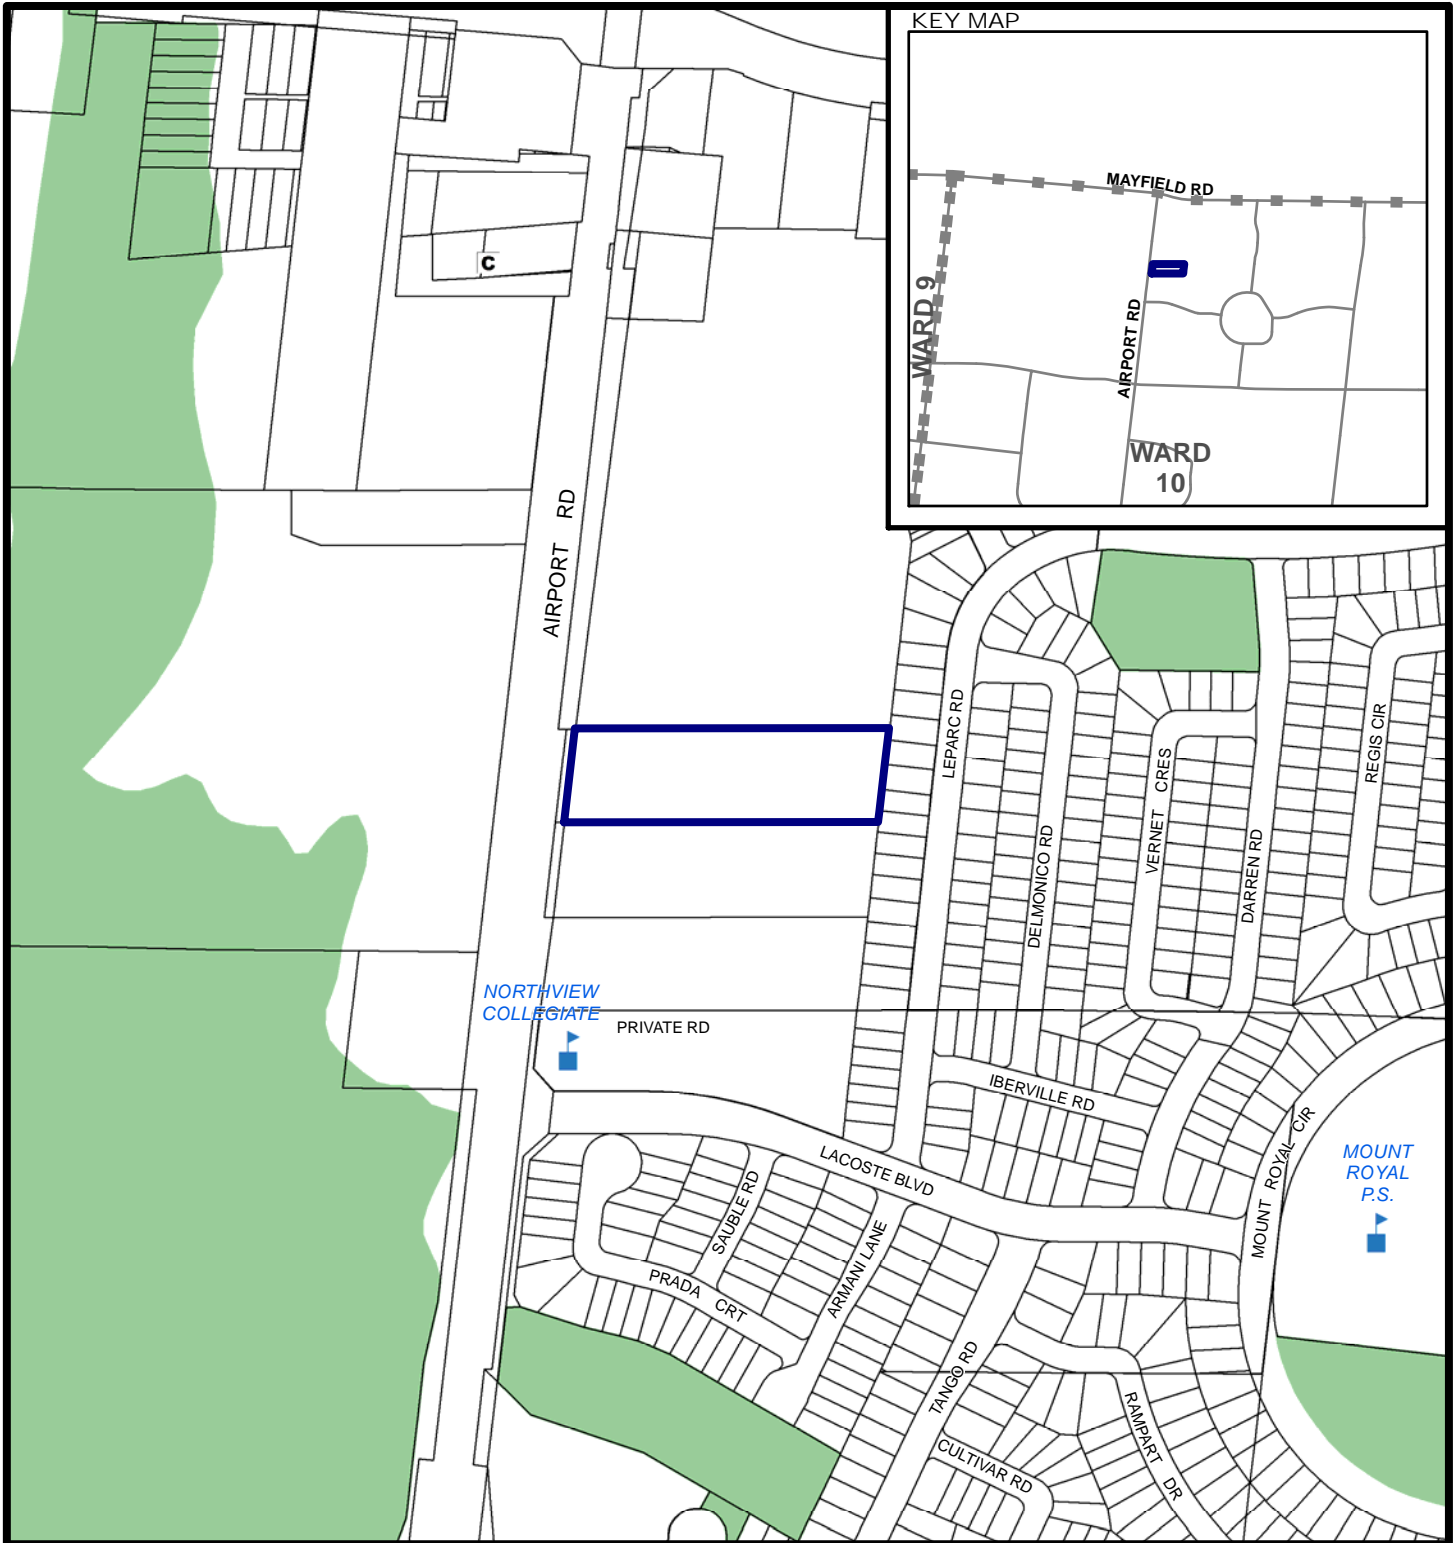 KEY MAP
MAYFIELD RD
WARD 9
AIRPORT RD
WARD
10
C
AIRPORT RD
LEPARC RD
REGIS CIR
VERNET CRES
DELMONICO RD
DARREN RD
NORTHVIEW
COLLEGIATE
PRIVATE RD
IBERVILLE RD
MOUNT ROYAL CIR
LACOSTE BLVD
MOUNT
ROYAL
P.S.
SAUBLE RD
ARMANI LANE
PRADA CRT
TANGO RD
RAMPART DR
CULTIVAR RD